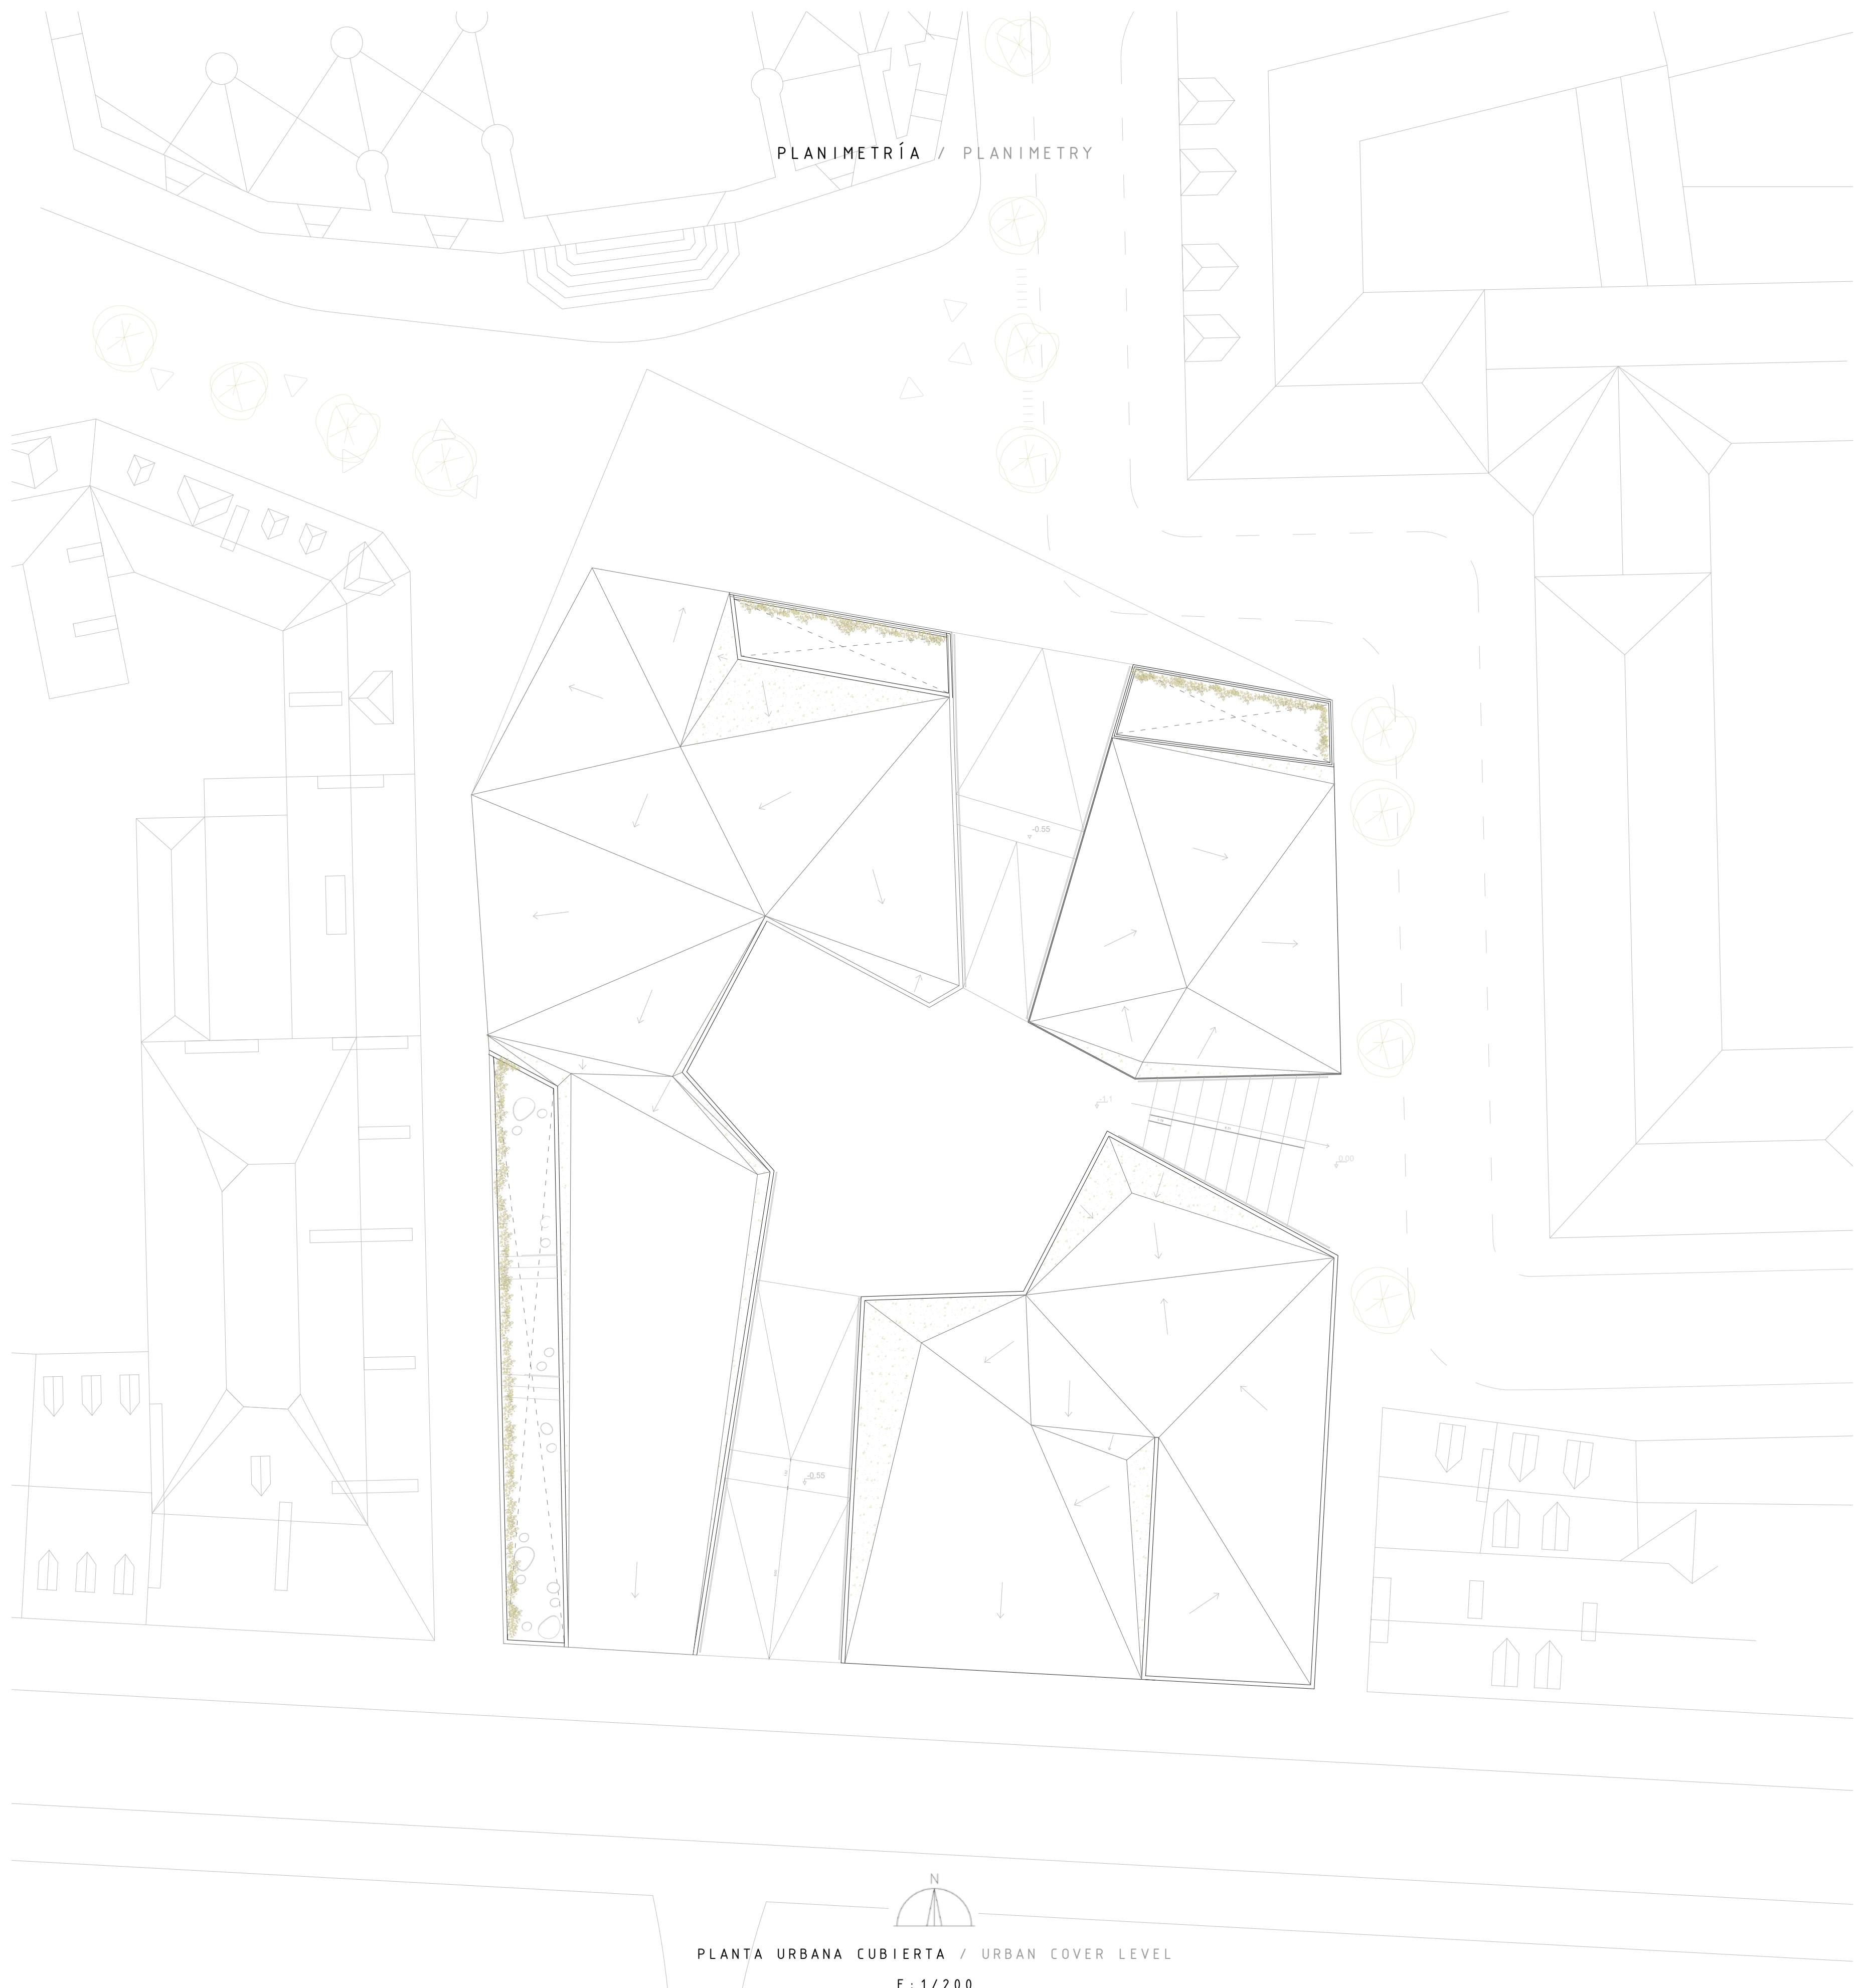 PLANIMETRÍA / PLANIMETRY
-0.55
-1.1
0.00
-0.55
N
PLANTA URBANA CUBIERTA / URBAN COVER LEVEL
E: 1/200